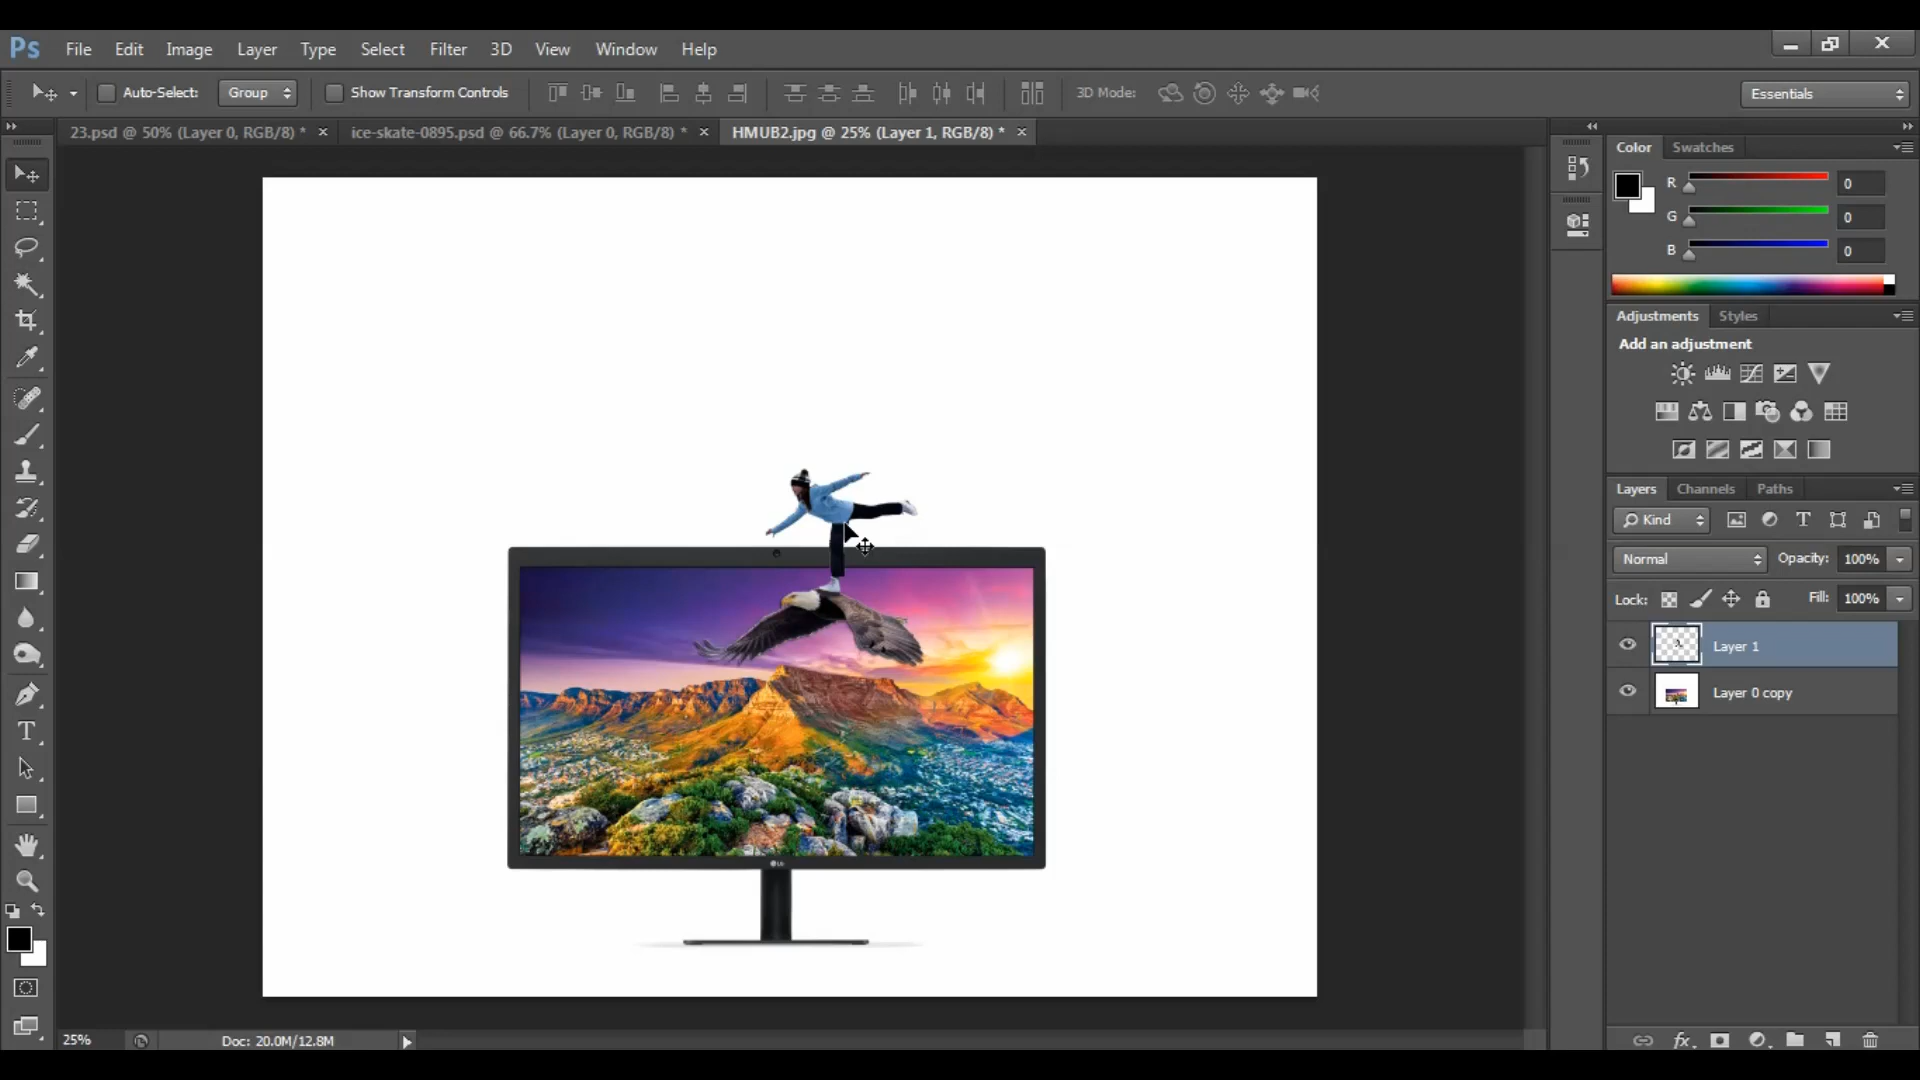 Ps File Edit Image Layer Type Select Filter 3D View Window Help
Auto-Select: Group Show Transform Controls 3D Mode: Essentials
23.psd @ 50% (Layer 0, RGB/8) * ice-skate-0895.psd @ 66.7% (Layer 0, RGB/8) * HMUB2.jpg @ 25% (Layer 1, RGB/8) *
Color Swatches
R 0
G 0
B 0
Adjustments Styles
Add an adjustment
Layers Channels Paths
Kind
Normal Opacity: 100%
Lock: Fill: 100%
Layer 1
Layer 0 copy
LG
25% Doc: 20.0M/12.8M
fx